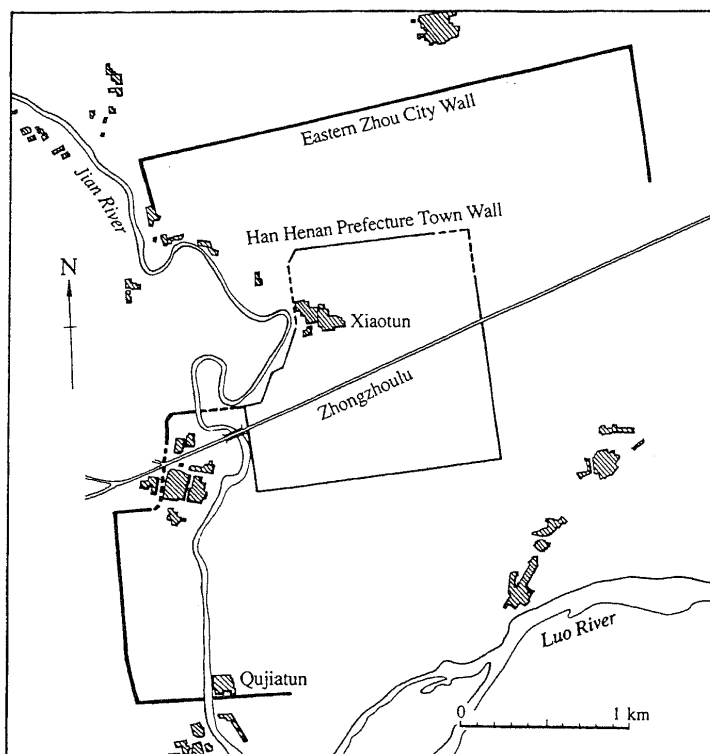 Eastern Zhou City Wall
Jian River
Han Henan Prefecture Town Wall
N
Xiaotun
Zhongzhoulu
Luo River
Qujiatun
0 1 km